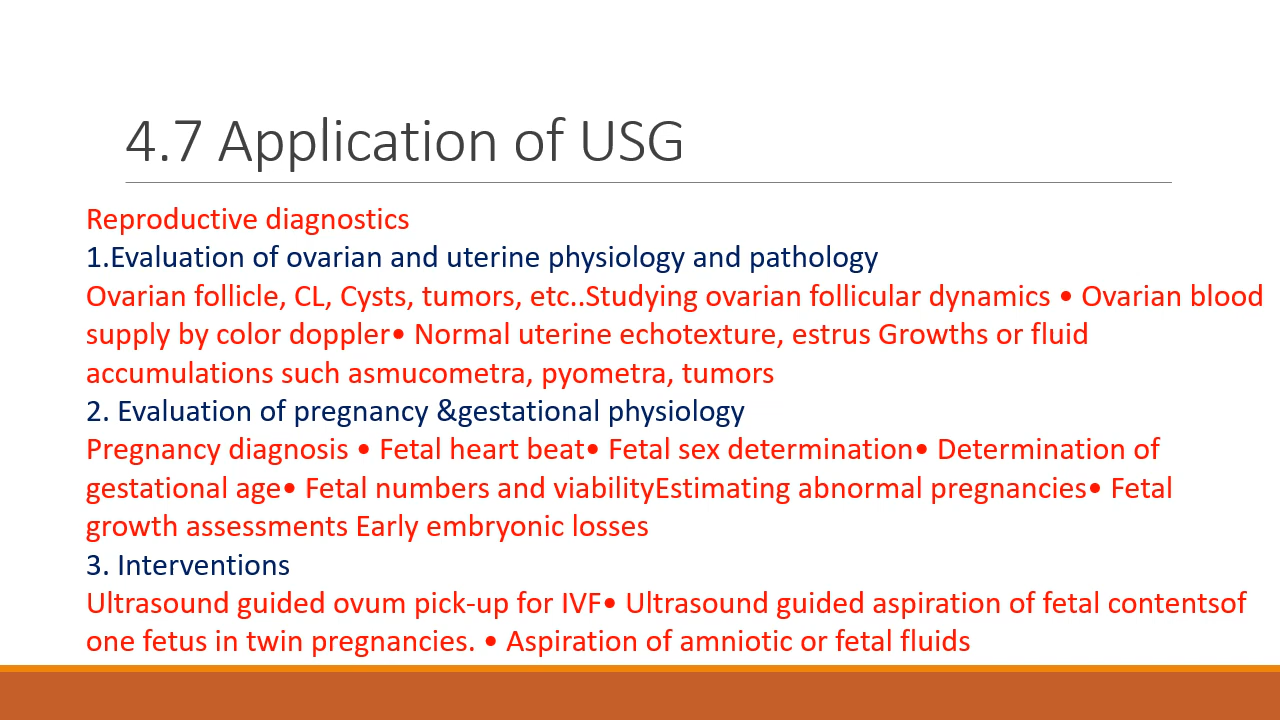 4.7 Application of USG
Reproductive diagnostics
1.Evaluation of ovarian and uterine physiology and pathology
Ovarian follicle, CL, Cysts, tumors, etc..Studying ovarian follicular dynamics • Ovarian blood
supply by color doppler• Normal uterine echotexture, estrus Growths or fluid
accumulations such asmucometra, pyometra, tumors
2. Evaluation of pregnancy &gestational physiology
Pregnancy diagnosis • Fetal heart beat• Fetal sex determination• Determination of
gestational age• Fetal numbers and viabilityEstimating abnormal pregnancies• Fetal
growth assessments Early embryonic losses
3. Interventions
Ultrasound guided ovum pick-up for IVF• Ultrasound guided aspiration of fetal contentsof
one fetus in twin pregnancies. • Aspiration of amniotic or fetal fluids